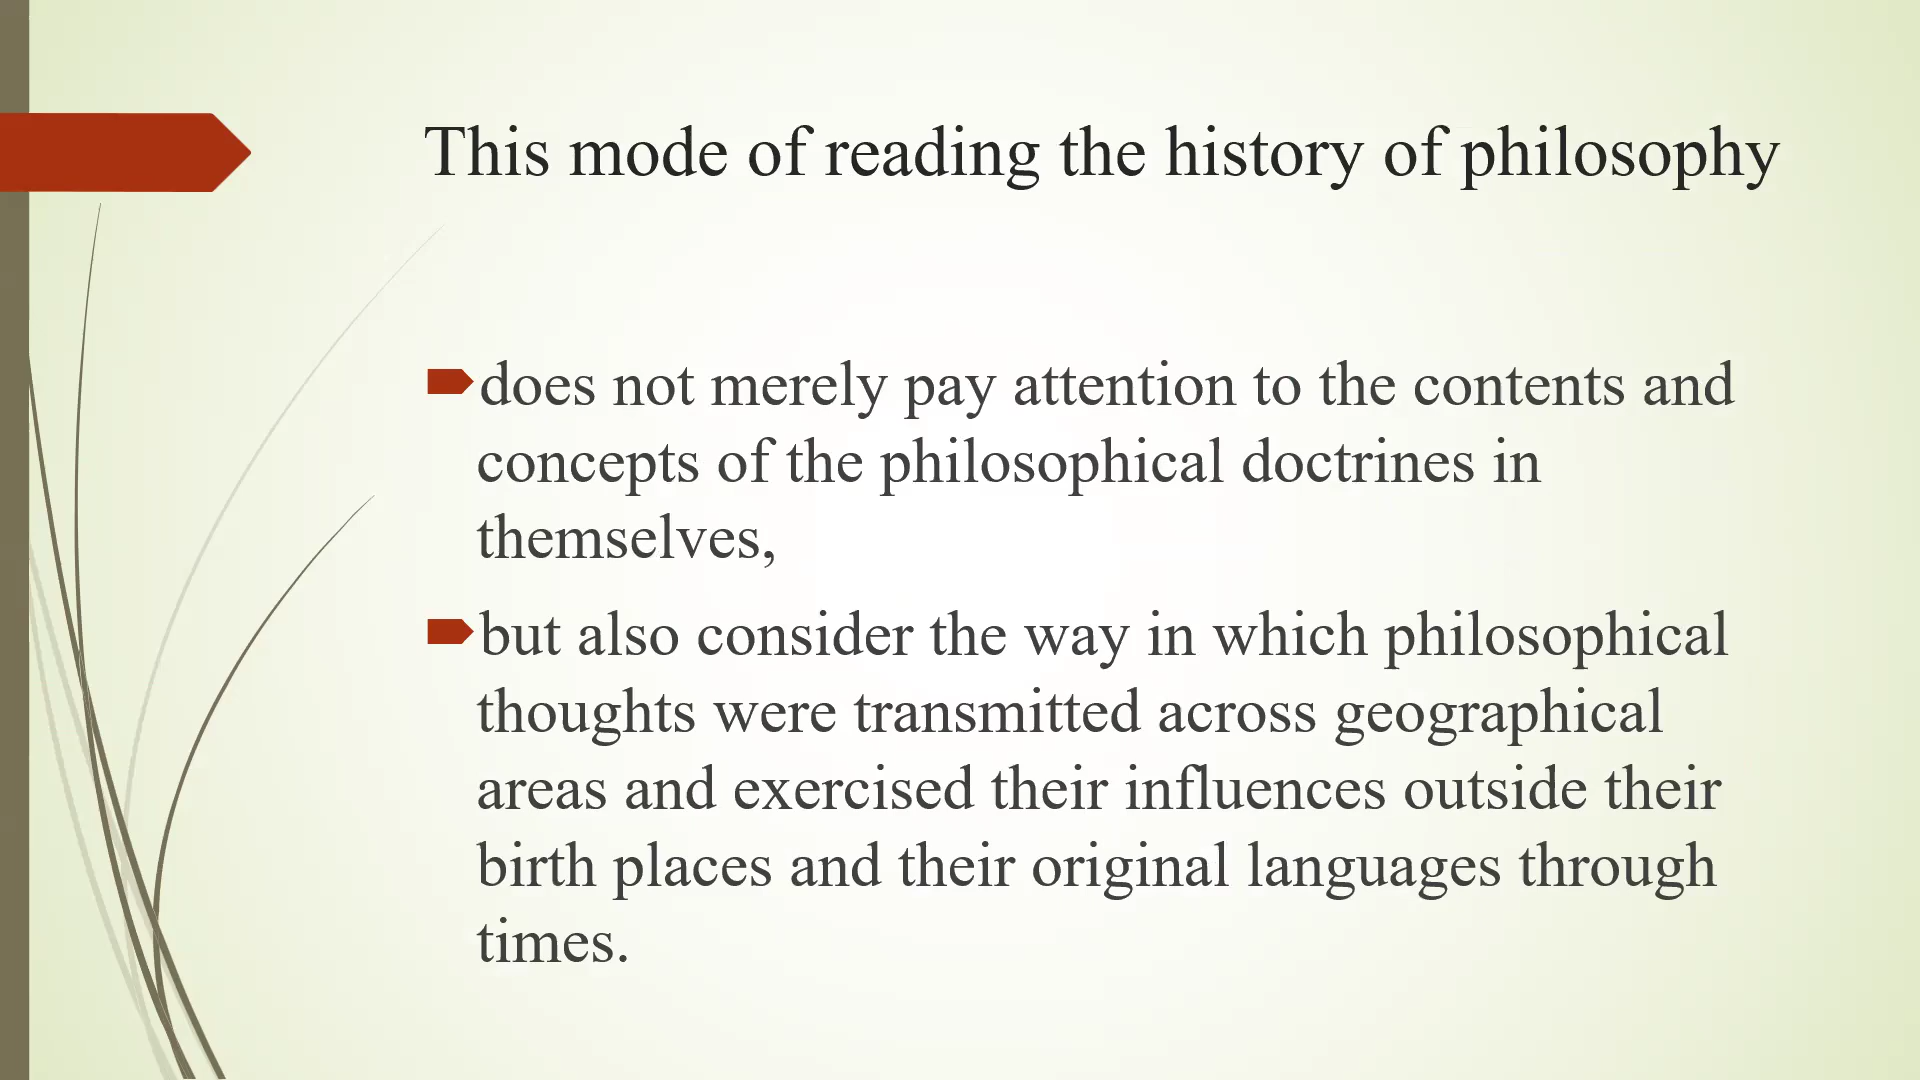 This mode of reading the history of philosophy
does not merely pay attention to the contents and
concepts of the philosophical doctrines in
themselves,
but also consider the way in which philosophical
thoughts were transmitted across geographical
areas and exercised their influences outside their
birth places and their original languages through
times.